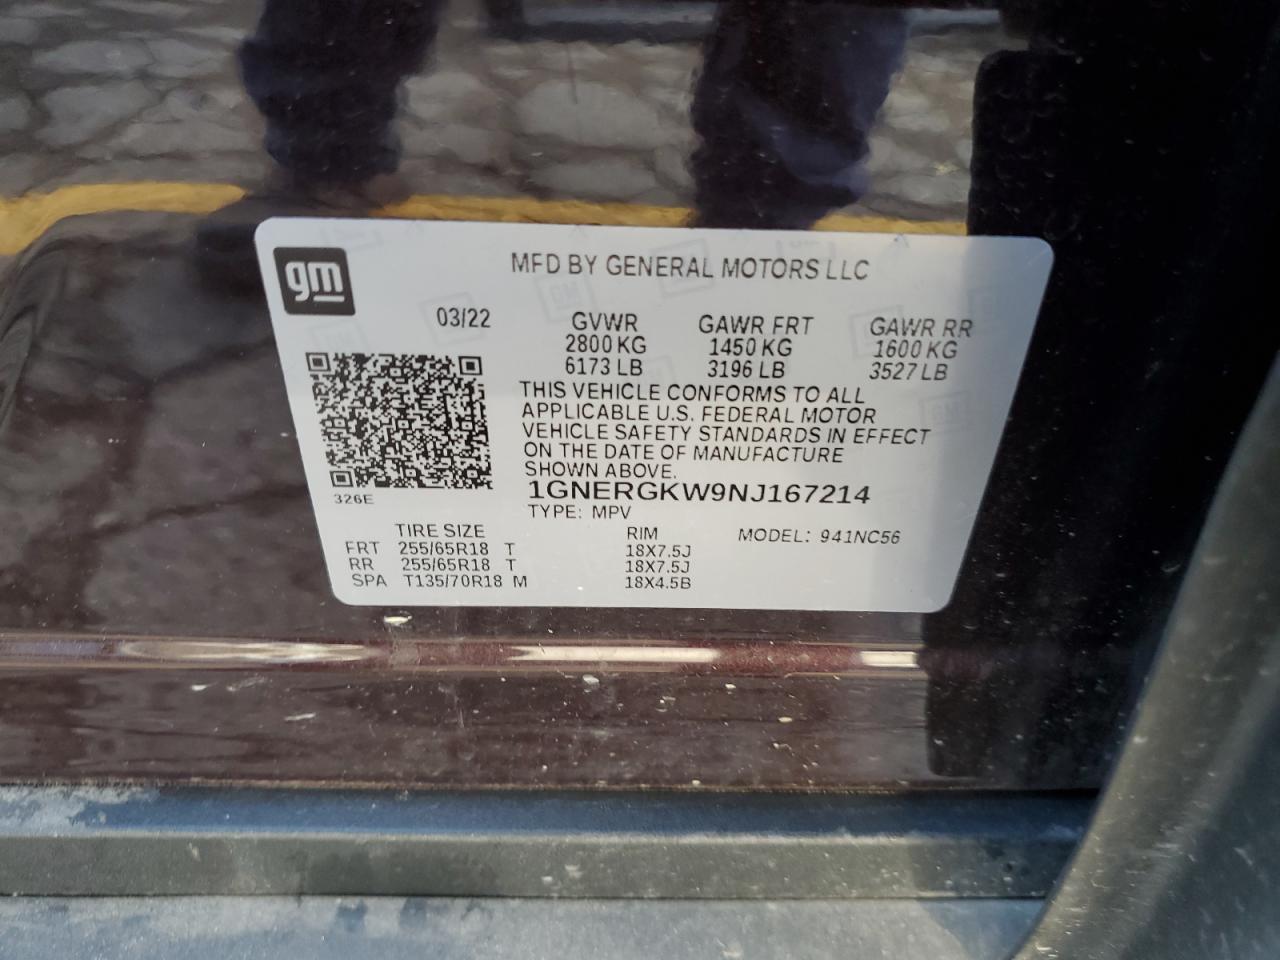 gm
MFD BY GENERAL MOTORS LLC
03/22 GVWR GAWR FRT GAWR RR
2800 KG 1450 KG 1600 KG
6173 LB 3196 LB 3527 LB
THIS VEHICLE CONFORMS TO ALL
APPLICABLE U.S. FEDERAL MOTOR
VEHICLE SAFETY STANDARDS IN EFFECT
ON THE DATE OF MANUFACTURE
SHOWN ABOVE.
326E
1GNERGKW9NJ167214
TYPE: MPV
TIRE SIZE RIM MODEL: 941NC56
FRT 255/65R18 T 18X7.5J
RR 255/65R18 T 18X7.5J
SPA T135/70R18 M 18X4.5B